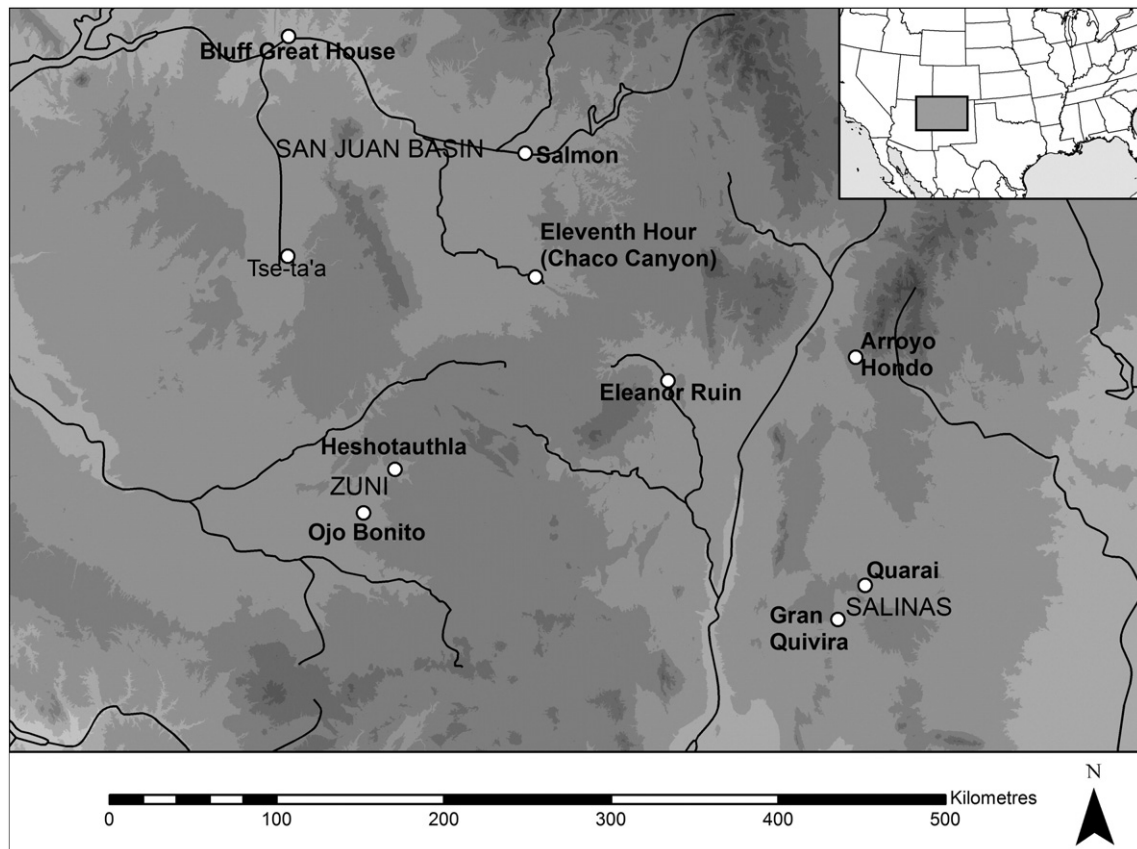 Bluff Great House
SAN JUAN BASIN
Salmon
Eleventh Hour
(Chaco Canyon)
Tse-ta'a
Arroyo
Hondo
Eleanor Ruin
Heshotauthla
ZUNI
Ojo Bonito
Quarai
SALINAS
Gran
Quivira
N
Kilometres
0 100 200 300 400 500